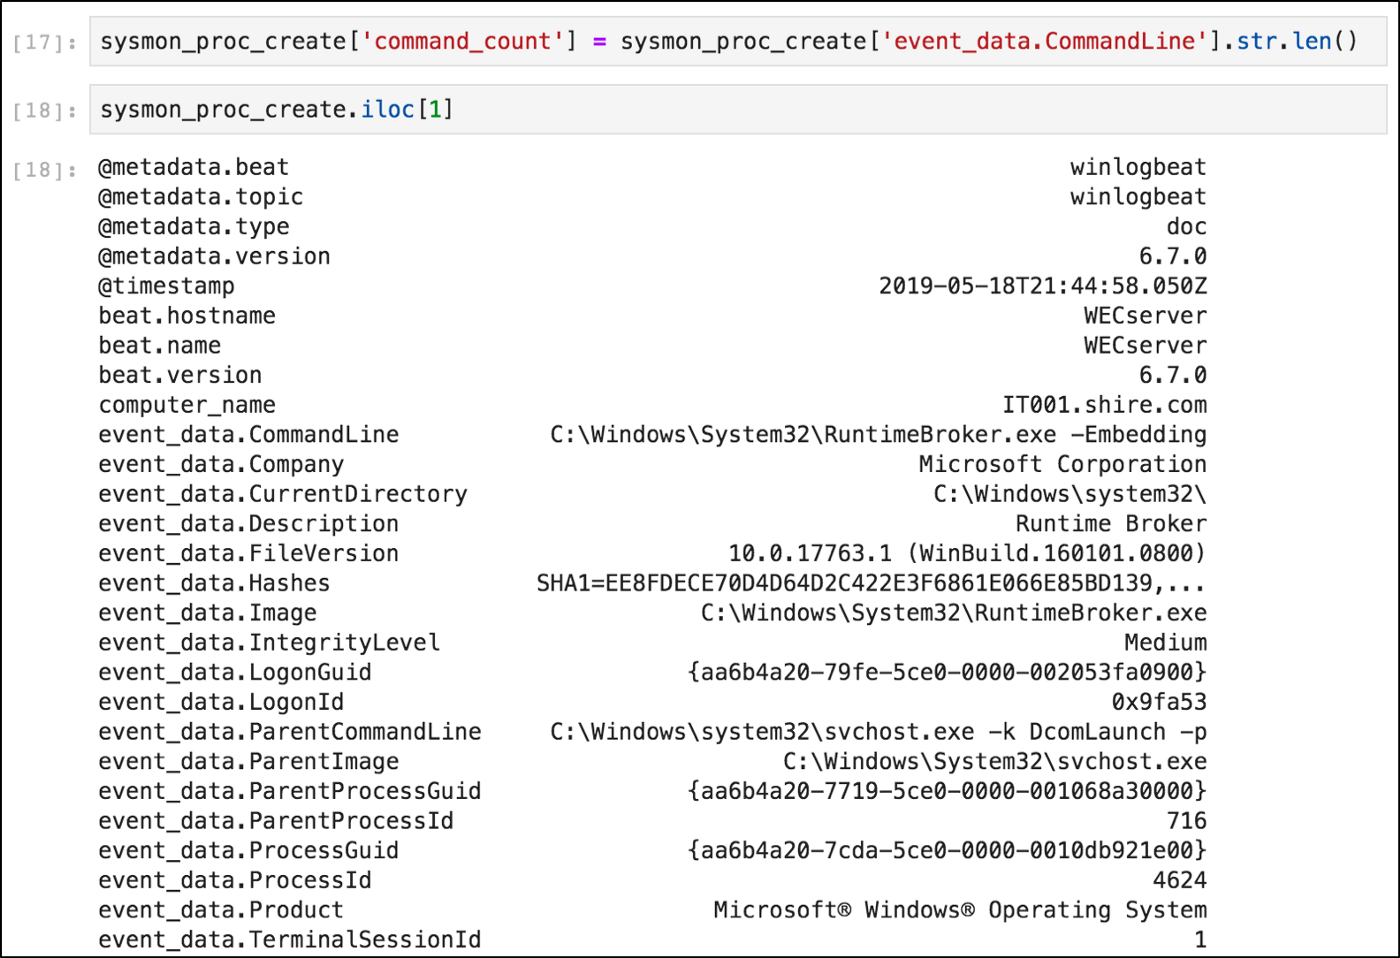 [17]: sysmon_proc_create['command_count'] = sysmon_proc_create['event_data.CommandLine'].str.len()
[18]: sysmon_proc_create.iloc[1]
[18]: @metadata.beat winlogbeat
@metadata.topic winlogbeat
@metadata.type doc
@metadata.version 6.7.0
@timestamp 2019-05-18T21:44:58.050Z
beat.hostname WECserver
beat.name WECserver
beat.version 6.7.0
computer_name IT001.shire.com
event_data.CommandLine C:\Windows\System32\RuntimeBroker.exe -Embedding
event_data.Company Microsoft Corporation
event_data.CurrentDirectory C:\Windows\system32\
event_data.Description Runtime Broker
event_data.FileVersion 10.0.17763.1 (WinBuild.160101.0800)
event_data.Hashes SHA1=EE8FDECE70D4D64D2C422E3F6861E066E85BD139,...
event_data.Image C:\Windows\System32\RuntimeBroker.exe
event_data.IntegrityLevel Medium
event_data.LogonGuid {aa6b4a20-79fe-5ce0-0000-002053fa0900}
event_data.LogonId 0x9fa53
event_data.ParentCommandLine C:\Windows\system32\svchost.exe -k DcomLaunch -p
event_data.ParentImage C:\Windows\System32\svchost.exe
event_data.ParentProcessGuid {aa6b4a20-7719-5ce0-0000-001068a30000}
event_data.ParentProcessId 716
event_data.ProcessGuid {aa6b4a20-7cda-5ce0-0000-0010db921e00}
event_data.ProcessId 4624
event_data.Product Microsoft® Windows® Operating System
event_data.TerminalSessionId 1